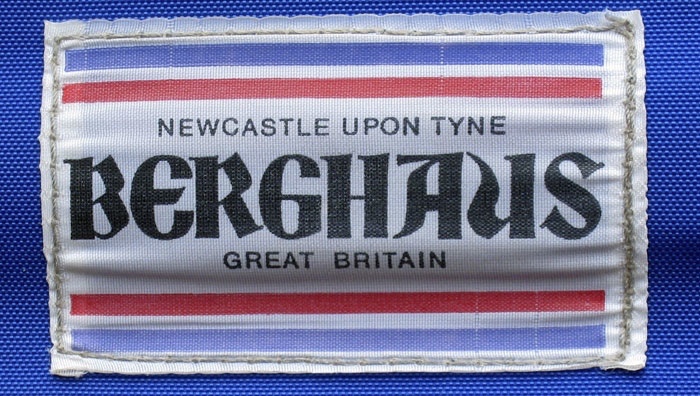 NEWCASTLE UPON TYNE
BERGHAUS
GREAT BRITAIN